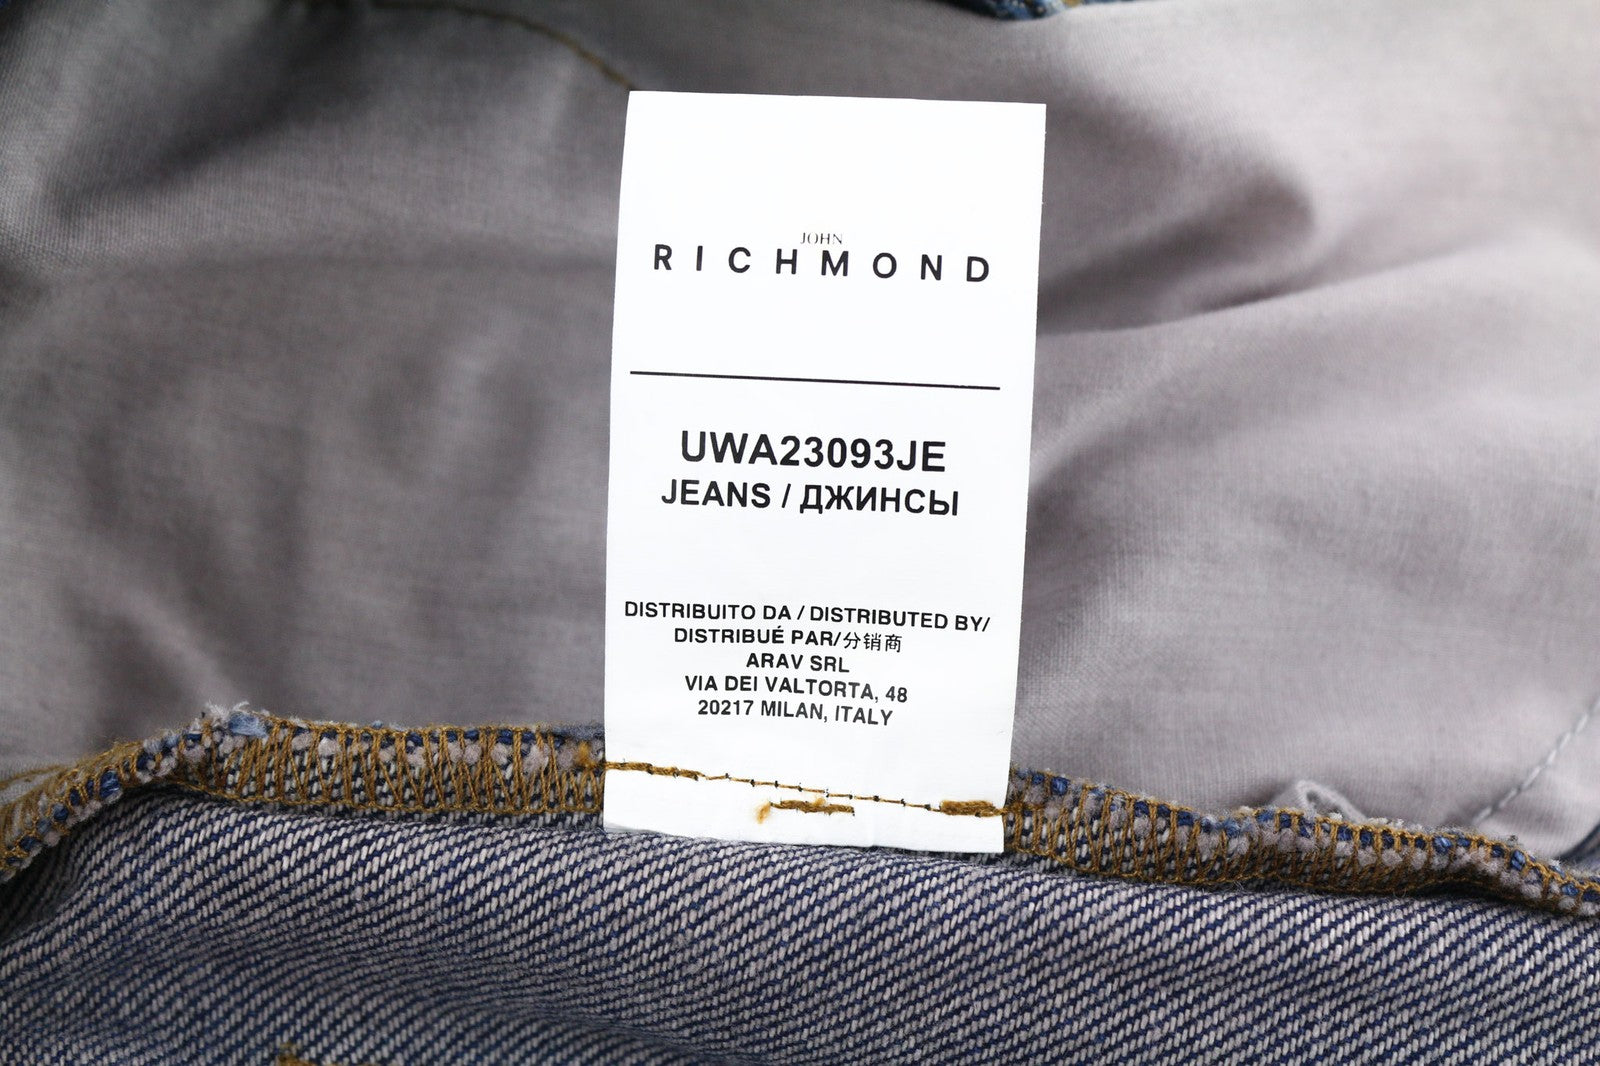 JOHN
RICHMOND
UWA23093JE
JEANS / ДЖИНСЫ
DISTRIBUITO DA / DISTRIBUTED BY/
DISTRIBUÉ PAR/分销商
ARAV SRL
VIA DEI VALTORTA, 48
20217 MILAN, ITALY